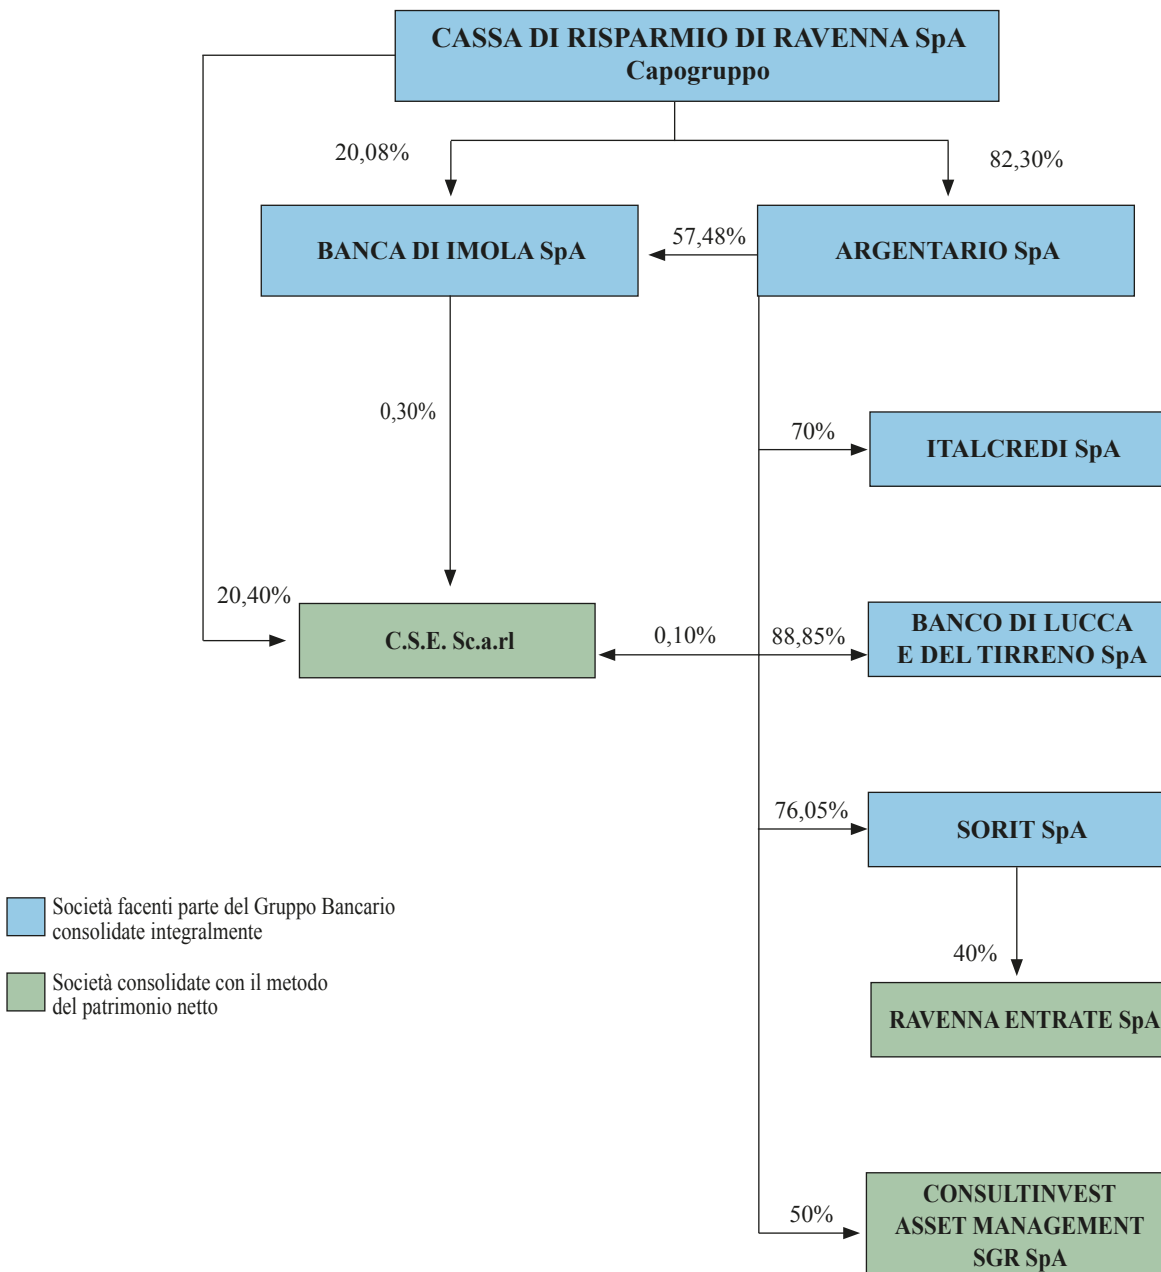 CASSA DI RISPARMIO DI RAVENNA SpA
Capogruppo
20,08%
82,30%
BANCA DI IMOLA SpA
57,48%
ARGENTARIO SpA
0,30%
70%
ITALCREDI SpA
20,40%
C.S.E. Sc.a.rl
0,10%
88,85%
BANCO DI LUCCA
E DEL TIRRENO SpA
76,05%
SORIT SpA
Società facenti parte del Gruppo Bancario
consolidate integralmente
40%
Società consolidate con il metodo
del patrimonio netto
RAVENNA ENTRATE SpA
50%
CONSULTINVEST
ASSET MANAGEMENT
SGR SpA